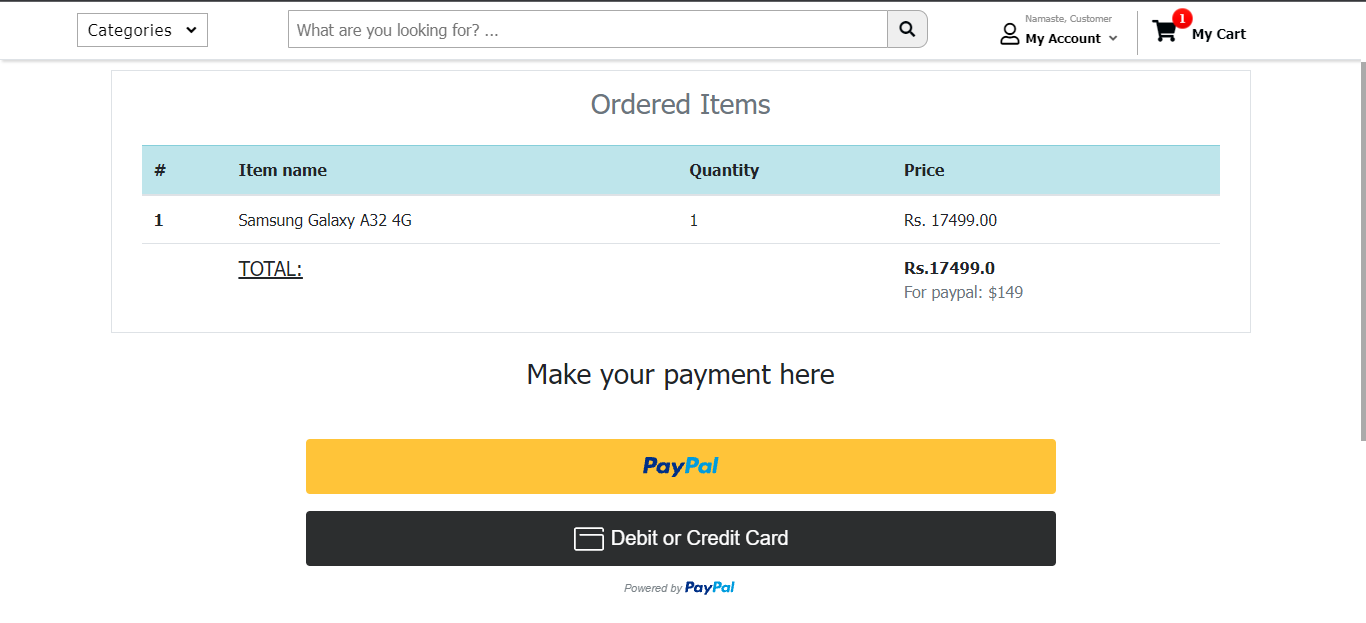 Categories
What are you looking for? ...
Namaste, Customer
My Account
1
My Cart
Ordered Items
# Item name Quantity Price
1 Samsung Galaxy A32 4G 1 Rs. 17499.00
TOTAL: Rs.17499.0
For paypal: $149
Make your payment here
PayPal
Debit or Credit Card
Powered by PayPal